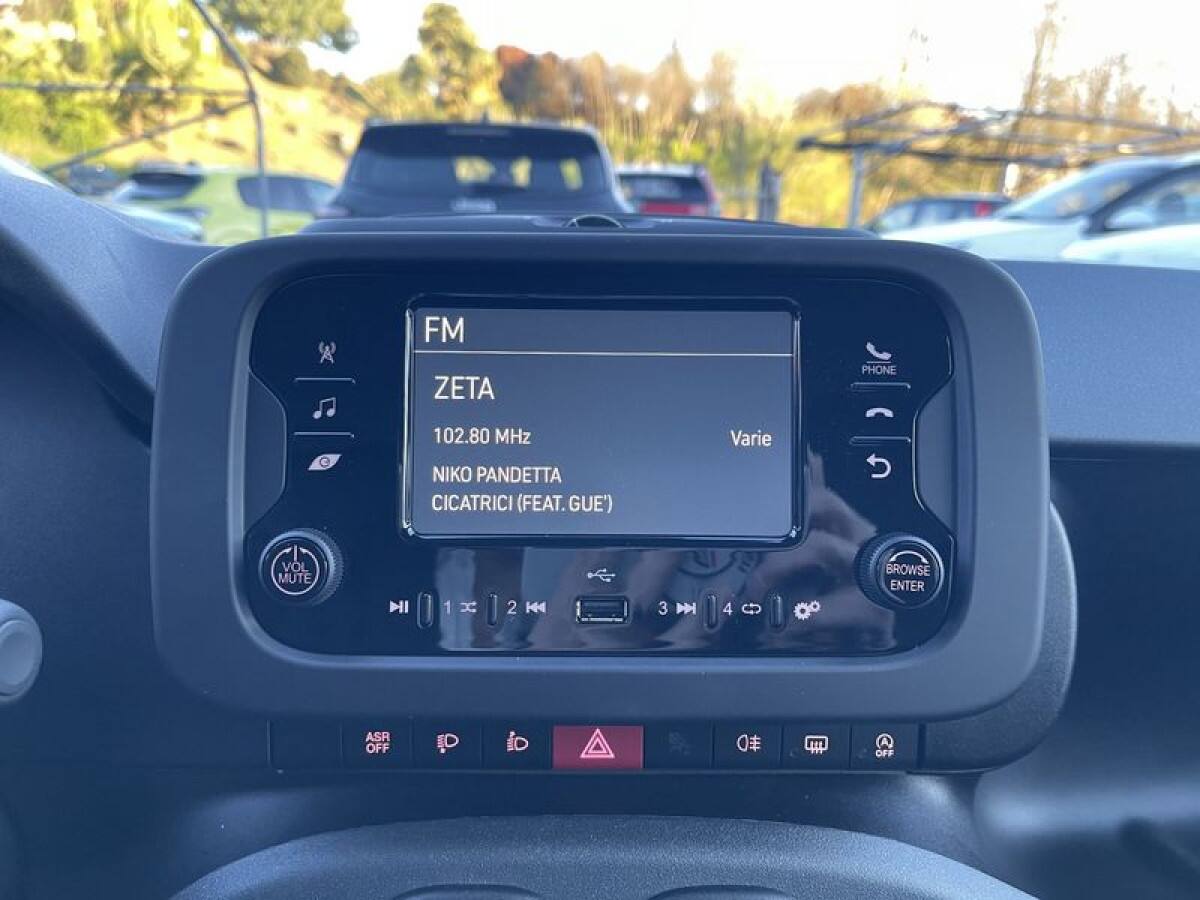 FM
ZETA
102.80 MHz
Varie
NIKO PANDETTA
CICATRICI (FEAT. GUE')
PHONE
VOL
MUTE
BROWSE
ENTER
1
2
3
4
ASR
OFF
A
OFF